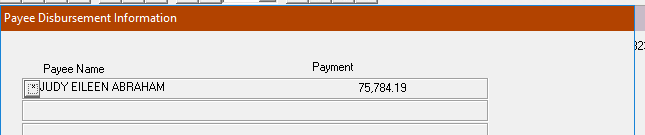 Payee Disbursement Information
Payee Name Payment
JUDY EILEEN ABRAHAM 75,784.19